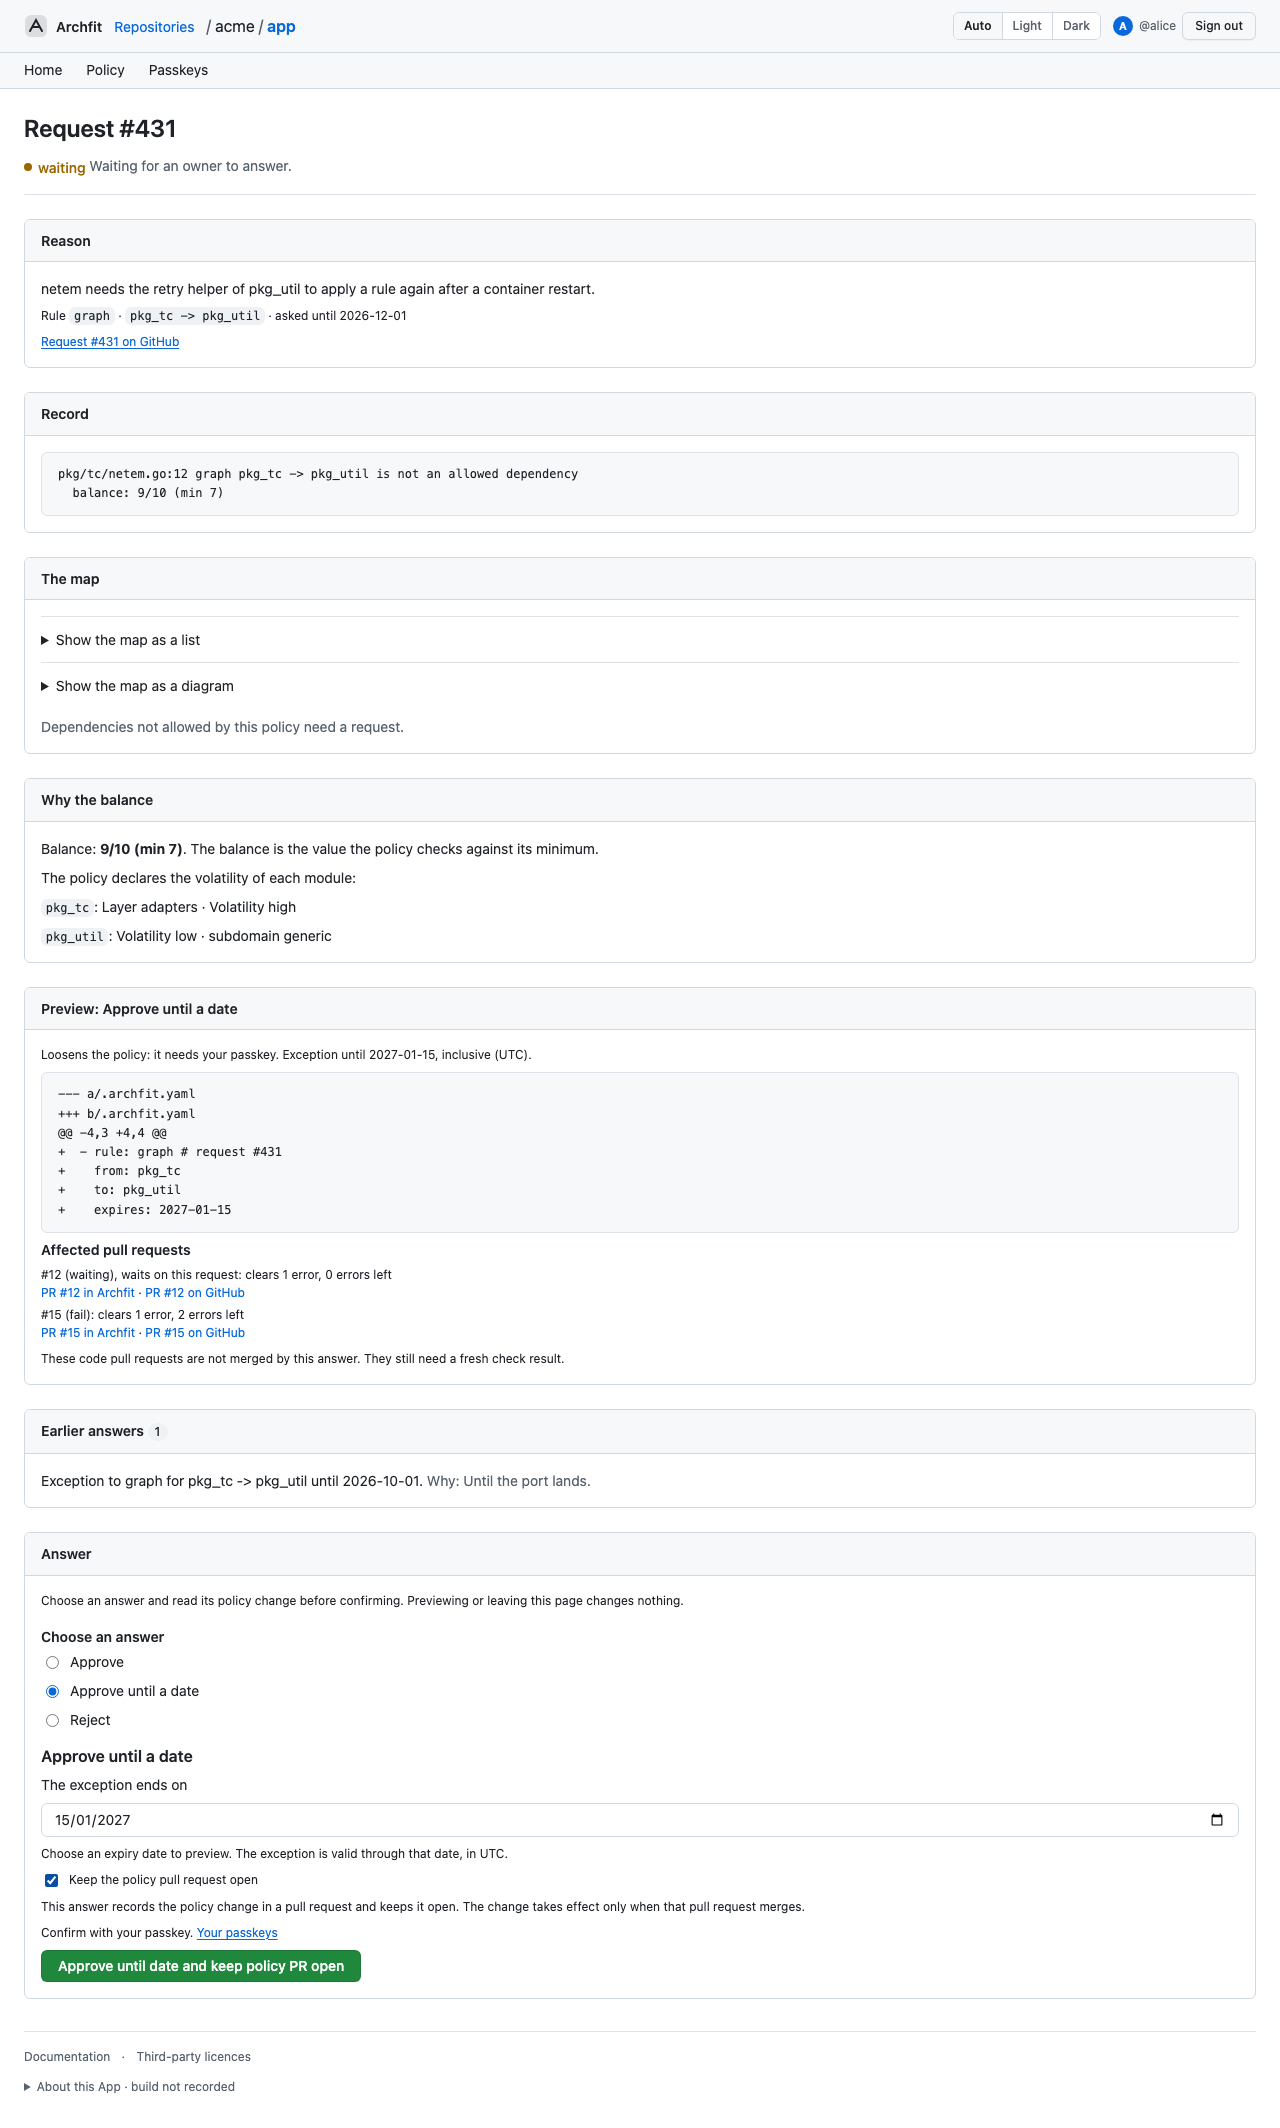 Archfit Repositories / acme / app
Auto Light Dark A @alice Sign out
Home Policy Passkeys
Request #431
waiting Waiting for an owner to answer.
Reason
netem needs the retry helper of pkg_util to apply a rule again after a container restart.
Rule graph · pkg_tc -> pkg_util · asked until 2026-12-01
Request #431 on GitHub
Record
pkg/tc/netem.go:12 graph pkg_tc -> pkg_util is not an allowed dependency
balance: 9/10 (min 7)
The map
Show the map as a list
Show the map as a diagram
Dependencies not allowed by this policy need a request.
Why the balance
Balance: 9/10 (min 7). The balance is the value the policy checks against its minimum.
The policy declares the volatility of each module:
pkg_tc: Layer adapters · Volatility high
pkg_util: Volatility low · subdomain generic
Preview: Approve until a date
Loosens the policy: it needs your passkey. Exception until 2027-01-15, inclusive (UTC).
--- a/.archfit.yaml
+++ b/.archfit.yaml
@@ -4,3 +4,4 @@
+  - rule: graph # request #431
+    from: pkg_tc
+    to: pkg_util
+    expires: 2027-01-15
Affected pull requests
#12 (waiting), waits on this request: clears 1 error, 0 errors left
PR #12 in Archfit · PR #12 on GitHub
#15 (fail): clears 1 error, 2 errors left
PR #15 in Archfit · PR #15 on GitHub
These code pull requests are not merged by this answer. They still need a fresh check result.
Earlier answers 1
Exception to graph for pkg_tc -> pkg_util until 2026-10-01. Why: Until the port lands.
Answer
Choose an answer and read its policy change before confirming. Previewing or leaving this page changes nothing.
Choose an answer
Approve
Approve until a date
Reject
Approve until a date
The exception ends on
15/01/2027
Choose an expiry date to preview. The exception is valid through that date, in UTC.
Keep the policy pull request open
This answer records the policy change in a pull request and keeps it open. The change takes effect only when that pull request merges.
Confirm with your passkey. Your passkeys
Approve until date and keep policy PR open
Documentation · Third-party licences
About this App · build not recorded